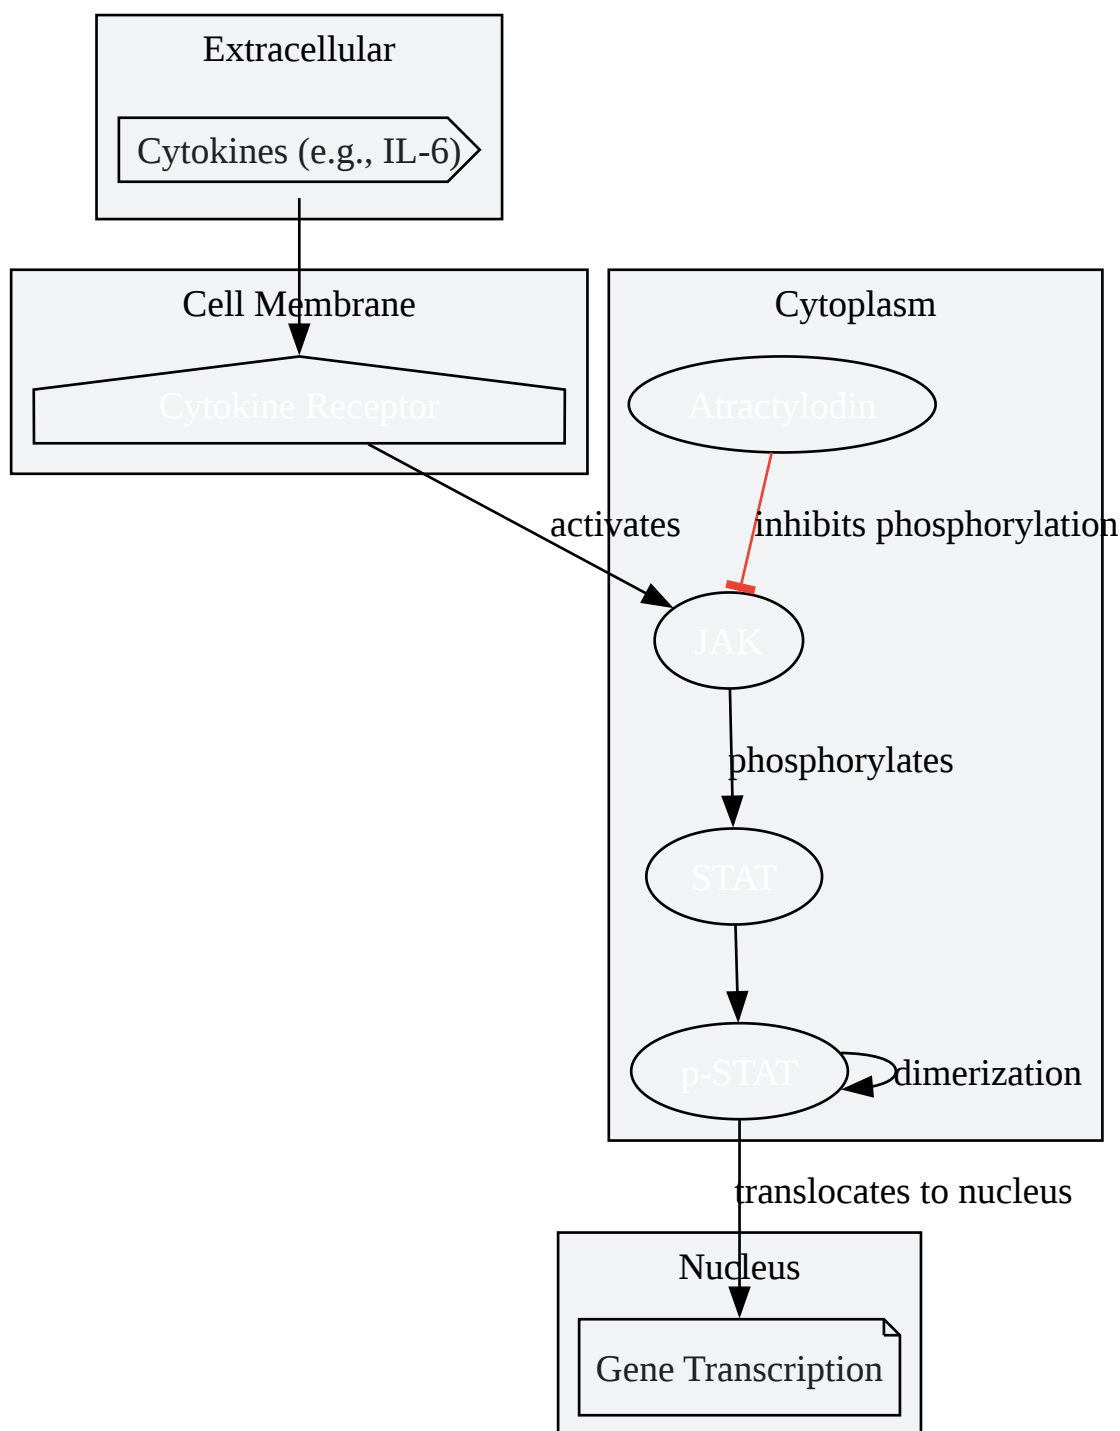 Extracellular
Cytokines (e.g., IL-6)
Cell Membrane
Cytoplasm
Cytokine Receptor
Atractylodin
activates
inhibits phosphorylation
JAK
phosphorylates
STAT
p-STAT
dimerization
translocates to nucleus
Nucleus
Gene Transcription